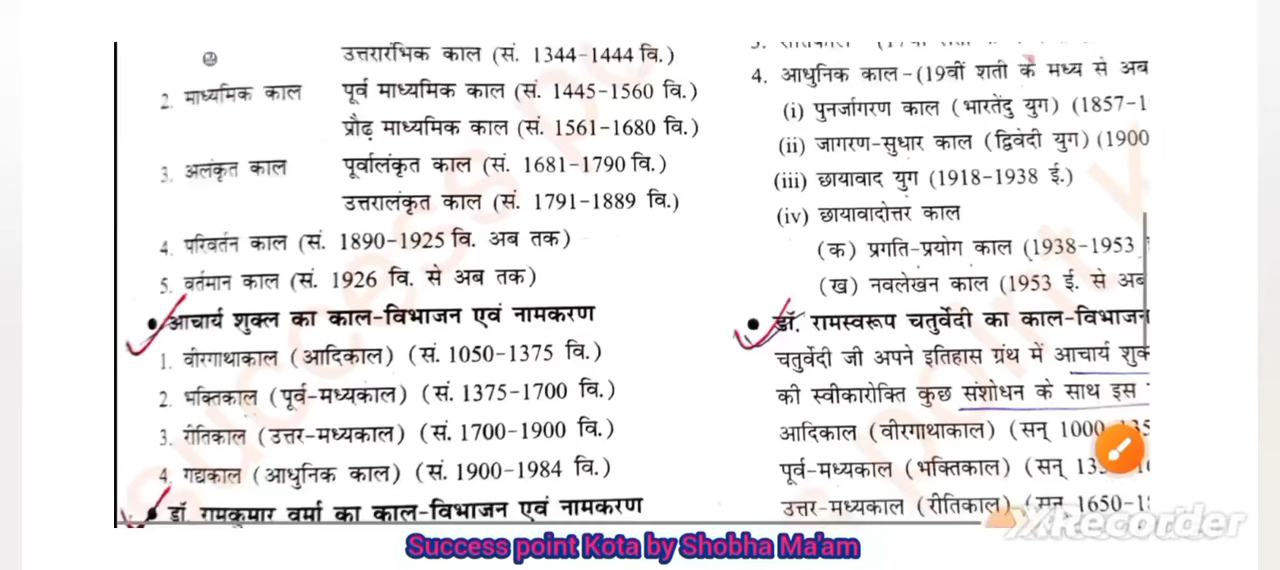 उत्तरारंभिक काल (सं. 1344-1444 वि.)
2. माध्यमिक काल पूर्व माध्यमिक काल (सं. 1445-1560 वि.)
प्रौढ़ माध्यमिक काल (सं. 1561-1680 वि.)
3. अलंकृत काल पूर्वालंकृत काल (सं. 1681-1790 वि.)
उत्तरालंकृत काल (सं. 1791-1889 वि.)
4. परिवर्तन काल (सं. 1890-1925 वि. अब तक)
5. वर्तमान काल (सं. 1926 वि. से अब तक)
• आचार्य शुक्ल का काल-विभाजन एवं नामकरण
1. वीरगाथाकाल (आदिकाल) (सं. 1050-1375 वि.)
2. भक्तिकाल (पूर्व-मध्यकाल) (सं. 1375-1700 वि.)
3. रीतिकाल (उत्तर-मध्यकाल) (सं. 1700-1900 वि.)
4. गद्यकाल (आधुनिक काल) (सं. 1900-1984 वि.)
• डॉ. रामकुमार वर्मा का काल-विभाजन एवं नामकरण
4. आधुनिक काल-(19वीं शती के मध्य से अब
(i) पुनर्जागरण काल (भारतेंदु युग) (1857-1
(ii) जागरण-सुधार काल (द्विवेदी युग) (1900
(iii) छायावाद युग (1918-1938 ई.)
(iv) छायावादोत्तर काल
(क) प्रगति-प्रयोग काल (1938-1953
(ख) नवलेखन काल (1953 ई. से अब
• डॉ. रामस्वरूप चतुर्वेदी का काल-विभाजन
चतुर्वेदी जी अपने इतिहास ग्रंथ में आचार्य शुक
की स्वीकारोक्ति कुछ संशोधन के साथ इस
आदिकाल (वीरगाथाकाल) (सन् 1000
पूर्व-मध्यकाल (भक्तिकाल) (सन्
उत्तर-मध्यकाल (रीतिकाल) (सन् 1650-1
XRecorder
Success point Kota by Shobha Ma'am